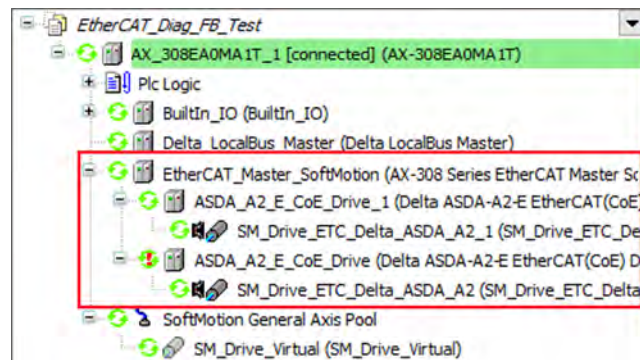 EtherCAT_Diag_FB_Test
AX_308EA0MA1T_1 [connected] (AX-308EA0MA1T)
Plc Logic
BuiltIn_IO (BuiltIn_IO)
Delta_LocalBus_Master (Delta LocalBus Master)
EtherCAT_Master_SoftMotion (AX-308 Series EtherCAT Master So
ASDA_A2_E_CoE_Drive_1 (Delta ASDA-A2-E EtherCAT(CoE)
SM_Drive_ETC_Delta_ASDA_A2_1 (SM_Drive_ETC_De
ASDA_A2_E_CoE_Drive (Delta ASDA-A2-E EtherCAT(CoE) D
SM_Drive_ETC_Delta_ASDA_A2 (SM_Drive_ETC_Delta
SoftMotion General Axis Pool
SM_Drive_Virtual (SM_Drive_Virtual)